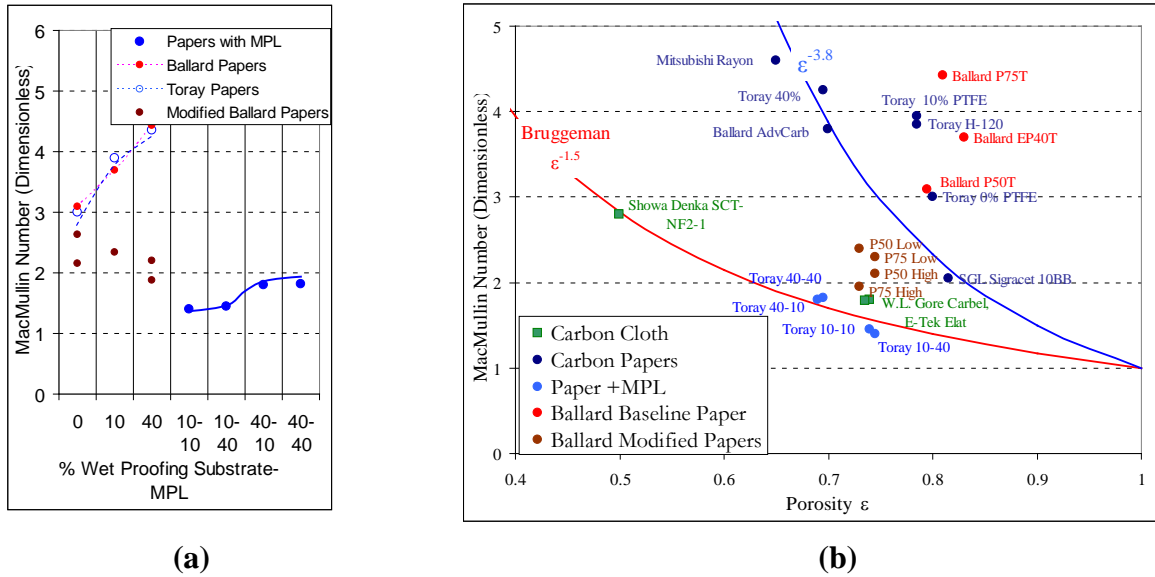 6
5
4
3
2
1
0
MacMullin Number (Dimensionless)
Papers with MPL
Ballard Papers
Toray Papers
Modified Ballard Papers
0 10 40 10-10 10-40 40-10 40-40
% Wet Proofing Substrate-
MPL
(a)
5
4
3
2
1
0
MacMullin Number (Dimensionless)
Mitsubishi Rayon
ε-3.8
Ballard P75T
Toray 40%
Toray 10% PTFE
Toray H-120
Ballard AdvCarb
Ballard EP40T
Bruggeman
ε-1.5
Ballard P50T
Toray 0% PTFE
Showa Denka SCT-
NF2-1
P50 Low
P75 Low
P50 High
P75 High
SGL Sigracet 10BB
Toray 40-40
Toray 40-10
W.L. Gore Carbel,
E-Tek Elat
Toray 10-10
Toray 10-40
Carbon Cloth
Carbon Papers
Paper +MPL
Ballard Baseline Paper
Ballard Modified Papers
0.4 0.5 0.6 0.7 0.8 0.9 1
Porosity ε
(b)